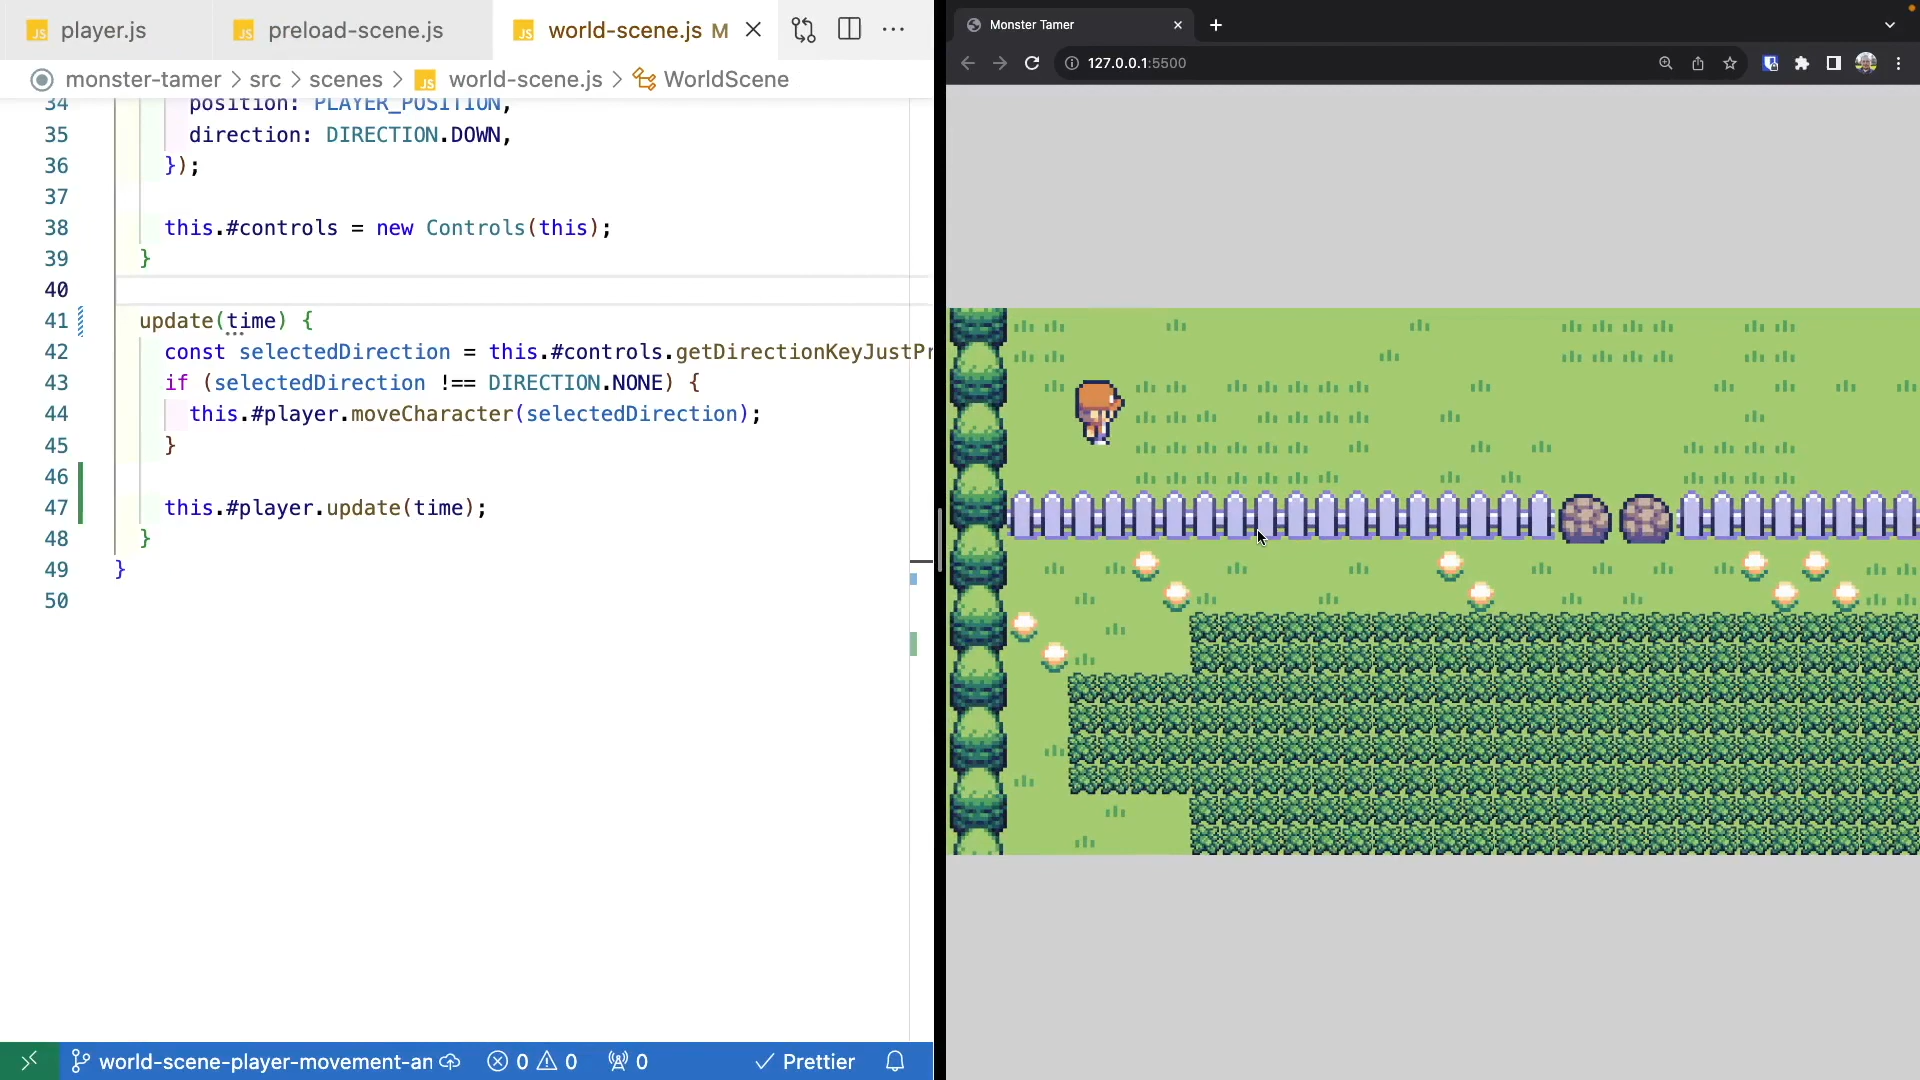 player.js
preload-scene.js
world-scene.js M
monster-tamer > src > scenes > world-scene.js > WorldScene
34 position: PLAYER_POSITION,
35 direction: DIRECTION.DOWN,
36 });
37
38 this.#controls = new Controls(this);
39 }
40
41 update(time) {
42 const selectedDirection = this.#controls.getDirectionKeyJustPr
43 if (selectedDirection !== DIRECTION.NONE) {
44 this.#player.moveCharacter(selectedDirection);
45 }
46
47 this.#player.update(time);
48 }
49 }
50
world-scene-player-movement-an 0 0 0 Prettier
Monster Tamer
127.0.0.1:5500